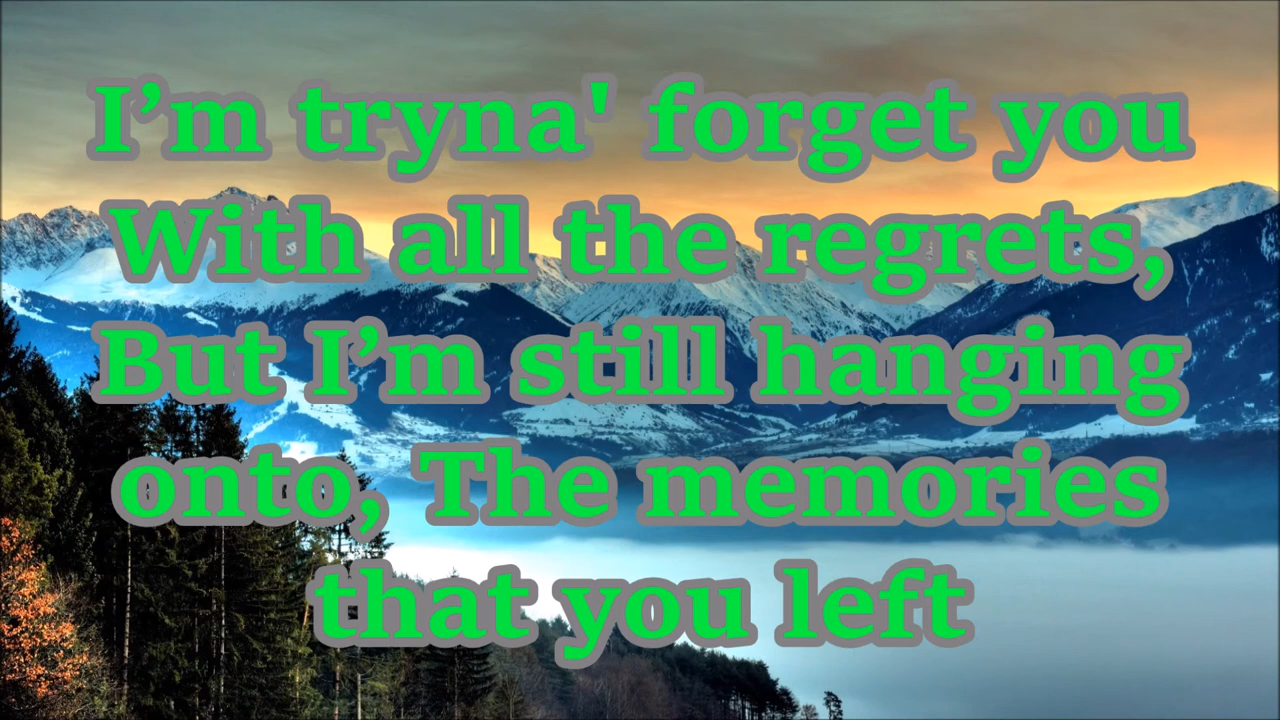 I’m tryna' forget you
With all the regrets,
But I’m still hanging
onto, The memories
that you left